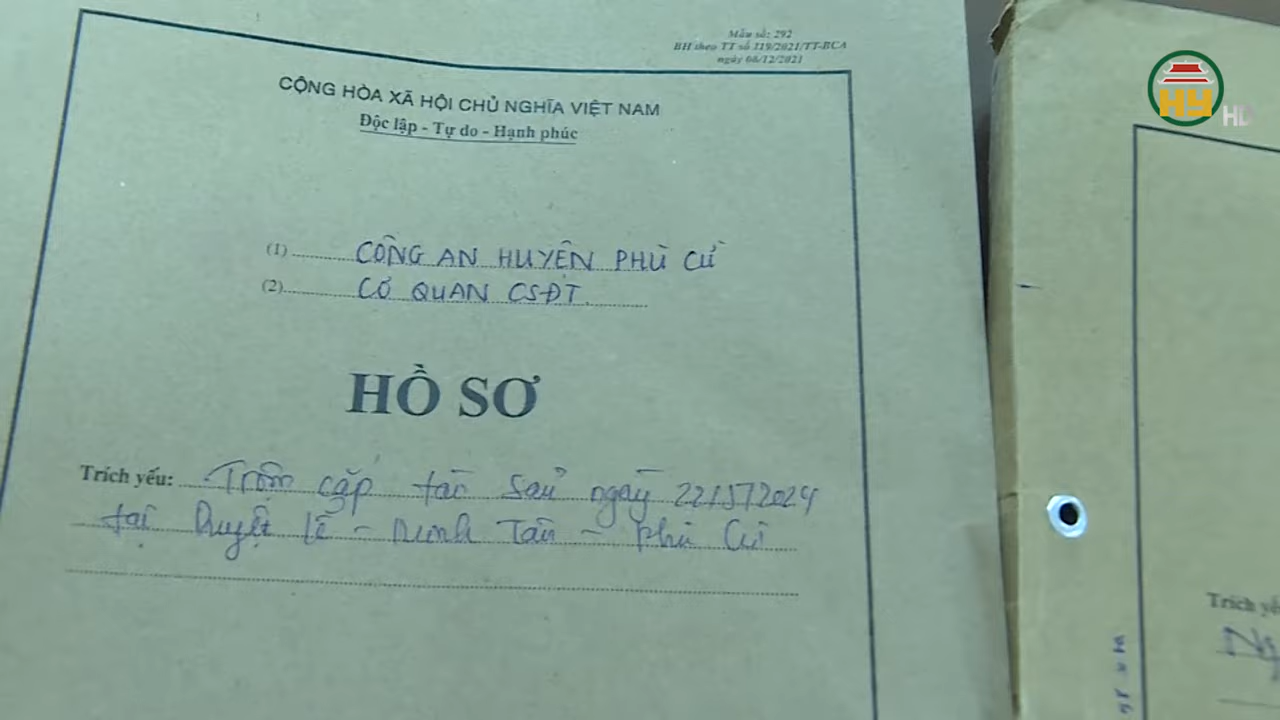 Mẫu số: 292
BH theo TT số 119/2021/TT-BCA
ngày 08/12/2021
HY HD
CỘNG HÒA XÃ HỘI CHỦ NGHĨA VIỆT NAM
Độc lập - Tự do - Hạnh phúc
(1) CÔNG AN HUYỆN PHÙ CỪ
(2) CƠ QUAN CSĐT
HỒ SƠ
Trích yếu: Trộm cắp tài sản ngày 22/5/2024
tại Duyệt Lễ - Minh Tân - Phù Cừ
Trích